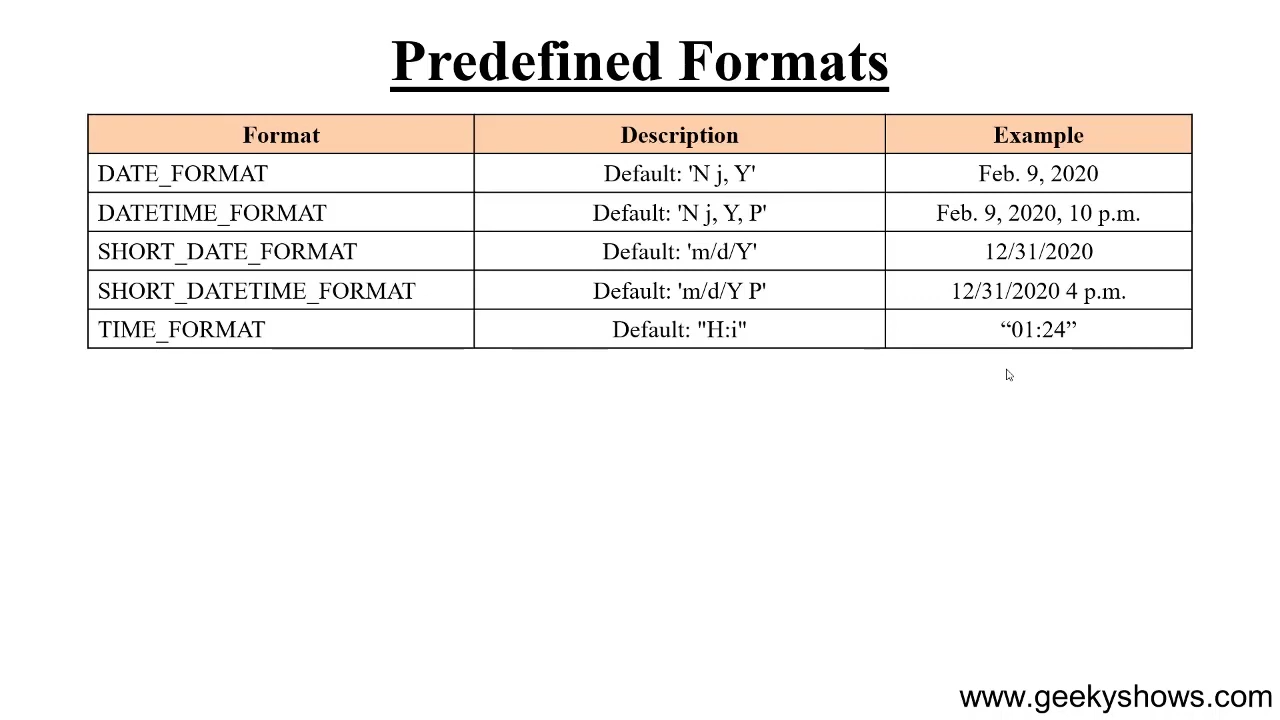 Predefined Formats
Format Description Example
DATE_FORMAT Default: 'N j, Y' Feb. 9, 2020
DATETIME_FORMAT Default: 'N j, Y, P' Feb. 9, 2020, 10 p.m.
SHORT_DATE_FORMAT Default: 'm/d/Y' 12/31/2020
SHORT_DATETIME_FORMAT Default: 'm/d/Y P' 12/31/2020 4 p.m.
TIME_FORMAT Default: "H:i" “01:24”
www.geekyshows.com